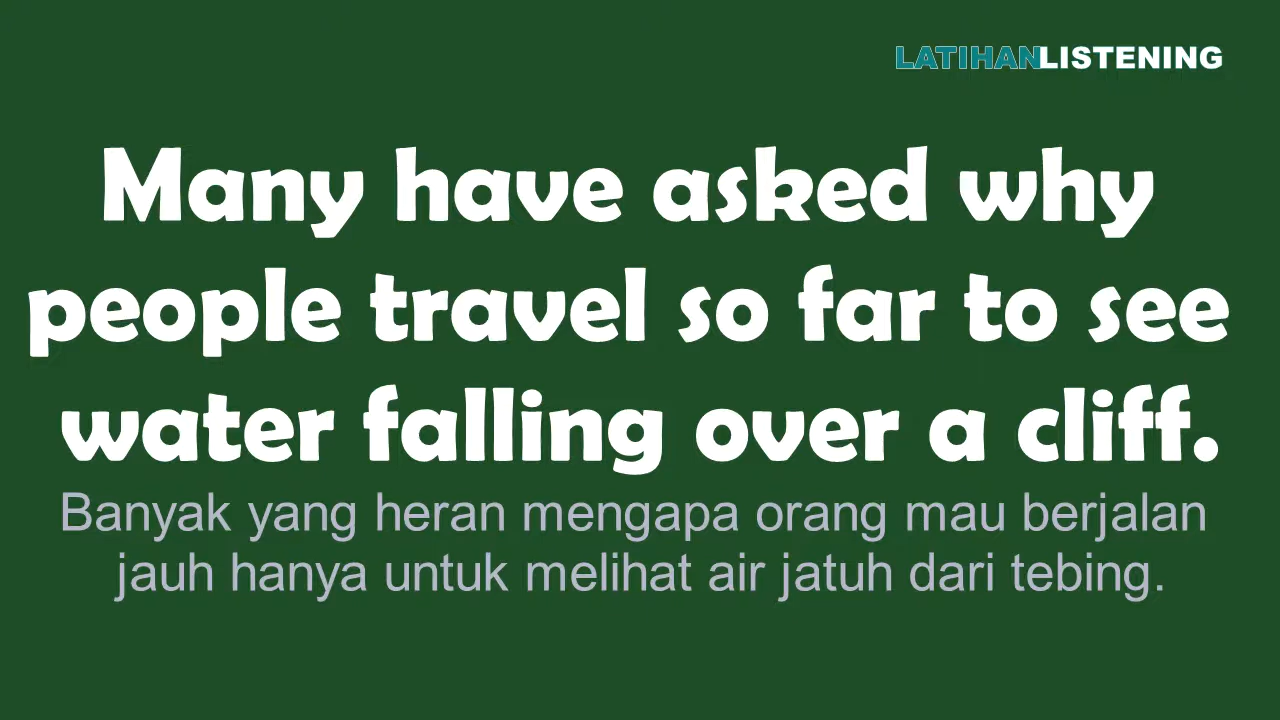 LATIHANLISTENING
Many have asked why
people travel so far to see
water falling over a cliff.
Banyak yang heran mengapa orang mau berjalan
jauh hanya untuk melihat air jatuh dari tebing.